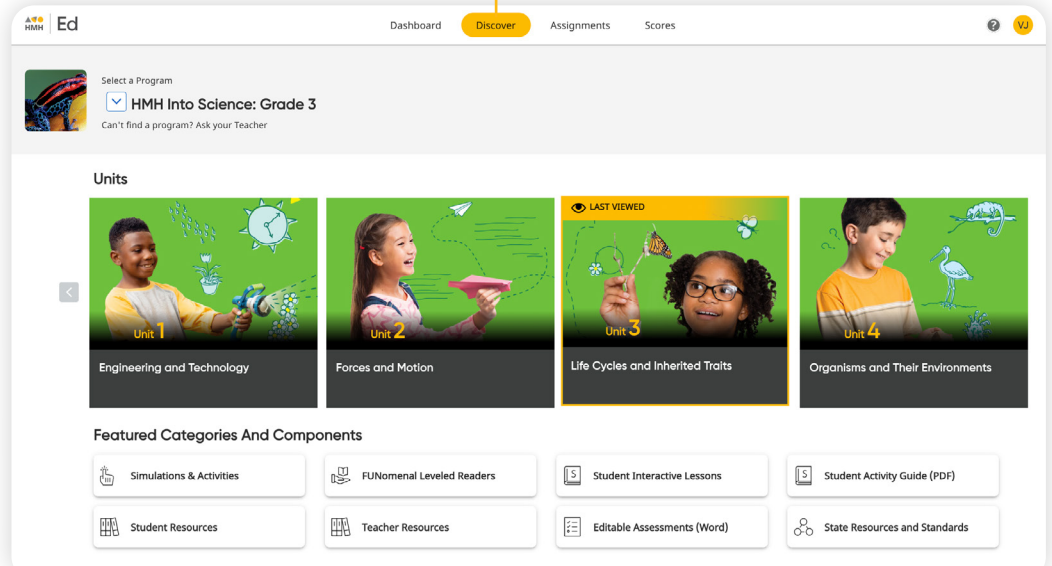 HMH Ed
Dashboard Discover Assignments Scores
? VJ
Select a Program
HMH Into Science: Grade 3
Can't find a program? Ask your Teacher
Units
LAST VIEWED
Unit 1
Unit 2
Unit 3
Unit 4
Engineering and Technology
Forces and Motion
Life Cycles and Inherited Traits
Organisms and Their Environments
Featured Categories And Components
Simulations & Activities
FUNomenal Leveled Readers
S Student Interactive Lessons
S Student Activity Guide (PDF)
Student Resources
Teacher Resources
Editable Assessments (Word)
State Resources and Standards